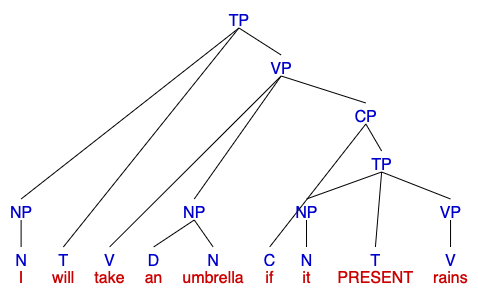 TP
VP
CP
TP
NP NP NP VP
N T V D N C N T V
I will take an umbrella if it PRESENT rains